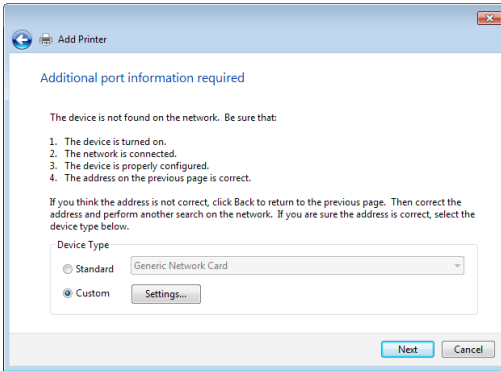 Add Printer
Additional port information required
The device is not found on the network.  Be sure that:
1.  The device is turned on.
2.  The network is connected.
3.  The device is properly configured.
4.  The address on the previous page is correct.
If you think the address is not correct, click Back to return to the previous page.  Then correct the
address and perform another search on the network.  If you are sure the address is correct, select the
device type below.
Device Type
Standard Generic Network Card
Custom Settings...
Next Cancel